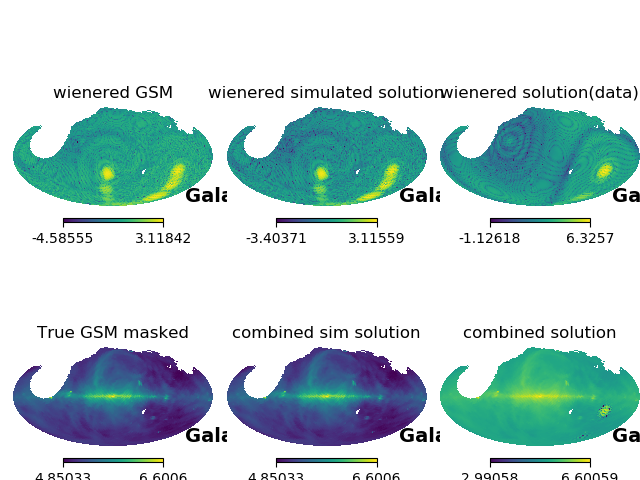 wienered GSM
wienered simulated solution
wienered solution(data)
Gala
Gala
Ga
-4.58555 3.11842
-3.40371 3.11559
-1.12618 6.3257
True GSM masked
combined sim solution
combined solution
Gala
Gala
Ga
4.85033 6.6006
4.85033 6.6006
2.99058 6.60059